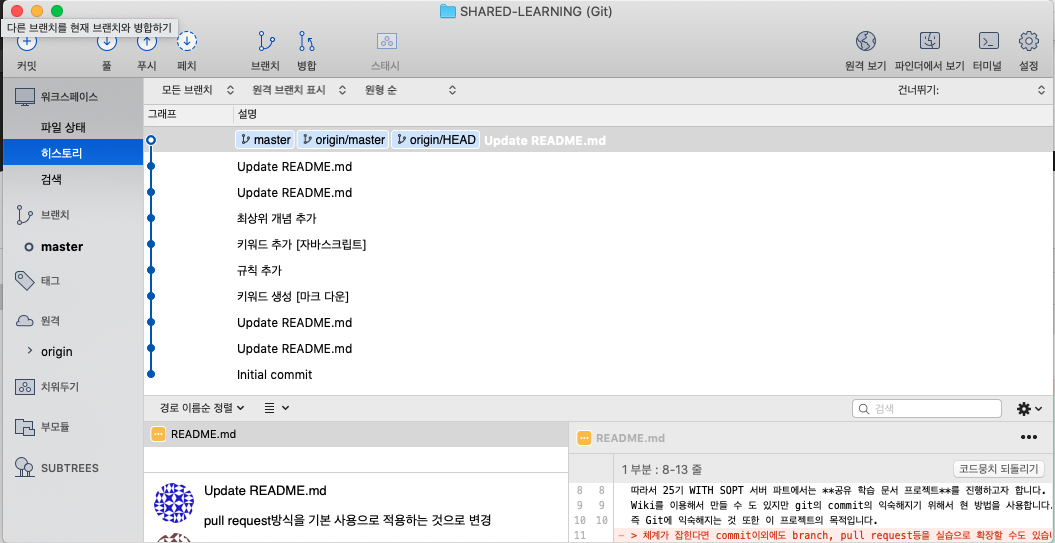 SHARED-LEARNING (Git)
다른 브랜치를 현재 브랜치와 병합하기
커밋 풀 푸시 페치 브랜치 병합 스태시 원격 보기 파인더에서 보기 터미널 설정
워크스페이스
파일 상태
히스토리
검색
브랜치
master
태그
원격
origin
치워두기
부모듈
SUBTREES
모든 브랜치 원격 브랜치 표시 원형 순 건너뛰기:
그래프 설명
master origin/master origin/HEAD Update README.md
Update README.md
Update README.md
최상위 개념 추가
키워드 추가 [자바스크립트]
규칙 추가
키워드 생성 [마크 다운]
Update README.md
Update README.md
Initial commit
경로 이름순 정렬 검색
README.md
Update README.md
pull request방식을 기본 사용으로 적용하는 것으로 변경
README.md
1 부분 : 8-13 줄 코드뭉치 되돌리기
8 8 따라서 25기 WITH SOPT 서버 파트에서는 **공유 학습 문서 프로젝트**를 진행하고자 합니다.
9 9 Wiki를 이용해서 만들 수 도 있지만 git의 commit의 익숙해지기 위해서 현 방법을 사용합니다.
10 10 즉 Git에 익숙해지는 것 또한 이 프로젝트의 목적입니다.
11 - > 체계가 잡힌다면 commit이외에도 branch, pull request등을 실습으로 확장할 수도 있습